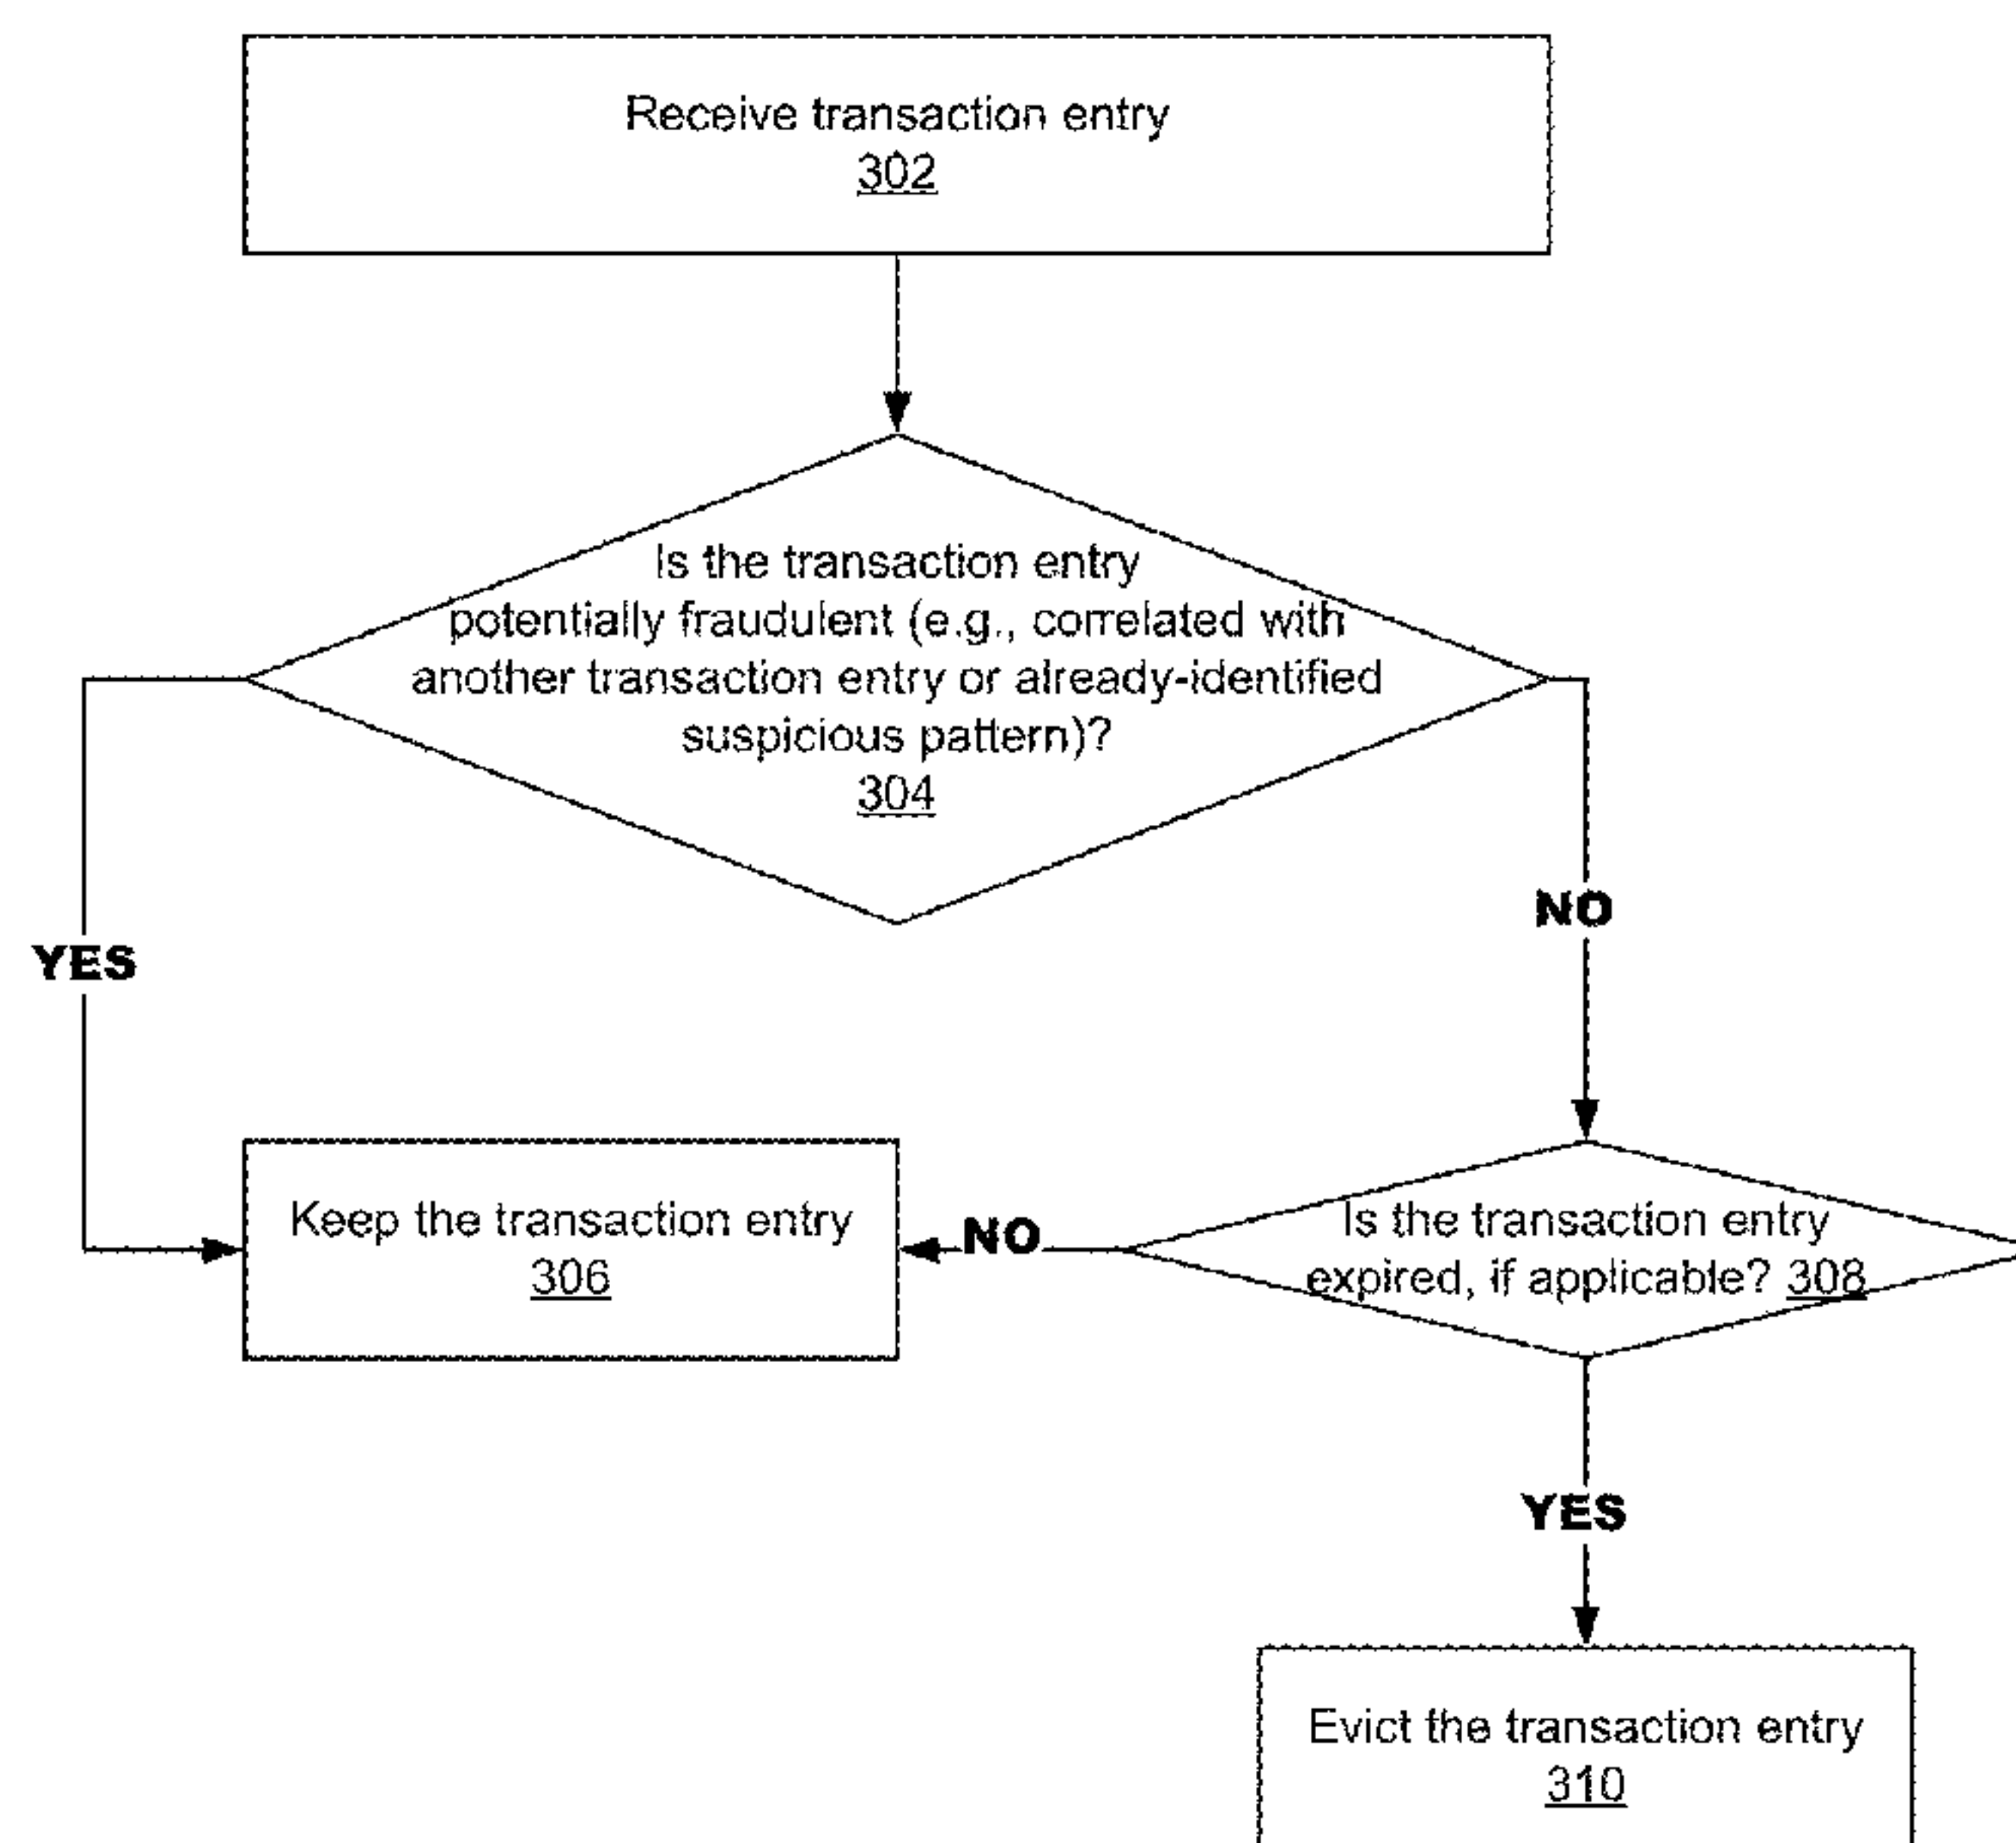 Receive transaction entry
302
Is the transaction entry
potentially fraudulent (e.g., correlated with
another transaction entry or already-identified
suspicious pattern)?
304
NO
YES
Keep the transaction entry
306
NO
Is the transaction entry
expired, if applicable? 308
YES
Evict the transaction entry
310